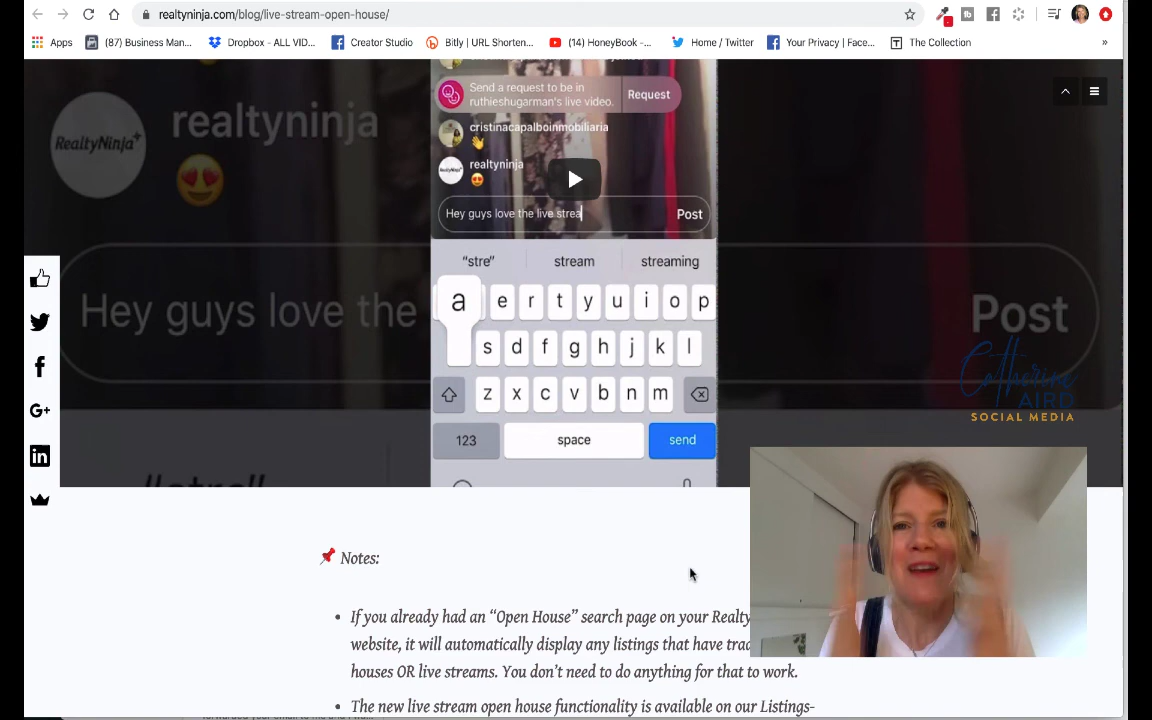 realtyninja.com/blog/live-stream-open-house/
Apps
(87) Business Man...
Dropbox - ALL VID...
Creator Studio
Bitly | URL Shorten...
(14) HoneyBook -...
Home / Twitter
Your Privacy | Face...
The Collection
»
realtyninja
RealtyNinja
Hey guys love the
Post
Send a request to be in
ruthieshugarman's live video.
Request
cristinacapalboinmobiliaria
realtyninja
RealtyNinja
Hey guys love the live strea
Post
"stre"
stream
streaming
a e r t y u i o p
s d f g h j k l
z x c v b n m
123
space
send
Catherine
AIRD
SOCIAL MEDIA
G+
in
Notes:
• If you already had an “Open House” search page on your Realty
website, it will automatically display any listings that have
houses OR live streams. You don’t need to do anything for that to work.
• The new live stream open house functionality is available on our Listings-